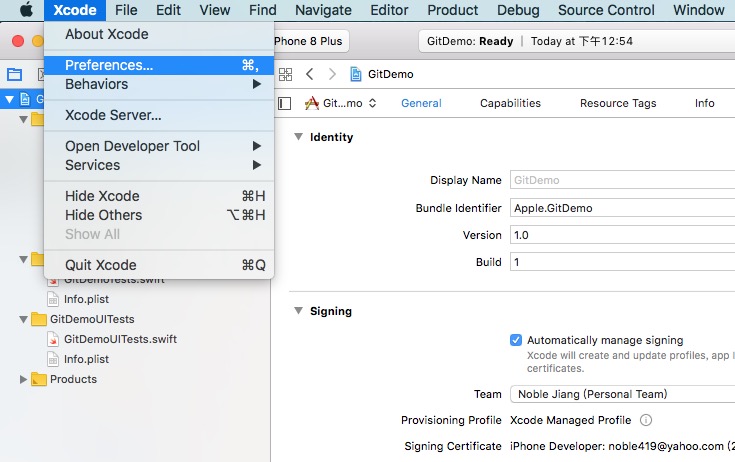 Xcode File Edit View Find Navigate Editor Product Debug Source Control Window
About Xcode
Preferences... ⌘,
Behaviors
Xcode Server...
Open Developer Tool
Services
Hide Xcode ⌘H
Hide Others ⌥⌘H
Show All
Quit Xcode ⌘Q
Phone 8 Plus
GitDemo: Ready | Today at 下午12:54
GitDemo
Git...mo General Capabilities Resource Tags Info
Identity
Display Name GitDemo
Bundle Identifier Apple.GitDemo
Version 1.0
Build 1
GitDemoTests.swift
Info.plist
GitDemoUITests
GitDemoUITests.swift
Info.plist
Products
Signing
Automatically manage signing
Xcode will create and update profiles, app I
certificates.
Team Noble Jiang (Personal Team)
Provisioning Profile Xcode Managed Profile
Signing Certificate iPhone Developer: noble419@yahoo.com (2